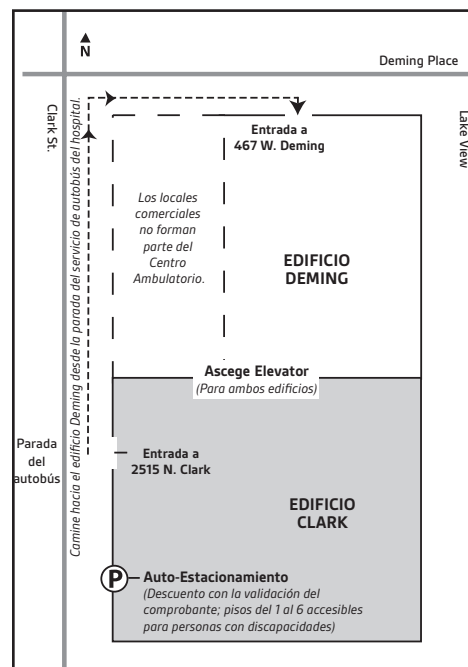 N
Deming Place
Clark St.
Lake View
Camine hacia el edificio Deming desde la parada del servicio de autobús del hospital.
Entrada a
467 W. Deming
Los locales
comerciales
no forman
parte del
Centro
Ambulatorio.
EDIFICIO
DEMING
Ascege Elevator
(Para ambos edificios)
Parada
del
autobús
Entrada a
2515 N. Clark
EDIFICIO
CLARK
P
Auto-Estacionamiento
(Descuento con la validación del
comprobante; pisos del 1 al 6 accesibles
para personas con discapacidades)